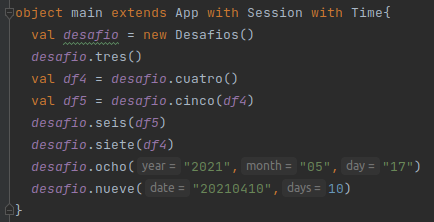 object main extends App with Session with Time{
val desafio = new Desafios()
desafio.tres()
val df4 = desafio.cuatro()
val df5 = desafio.cinco(df4)
desafio.seis(df5)
desafio.siete(df4)
desafio.ocho( year = "2021", month = "05", day = "17")
desafio.nueve( date = "20210410", days = 10)
}